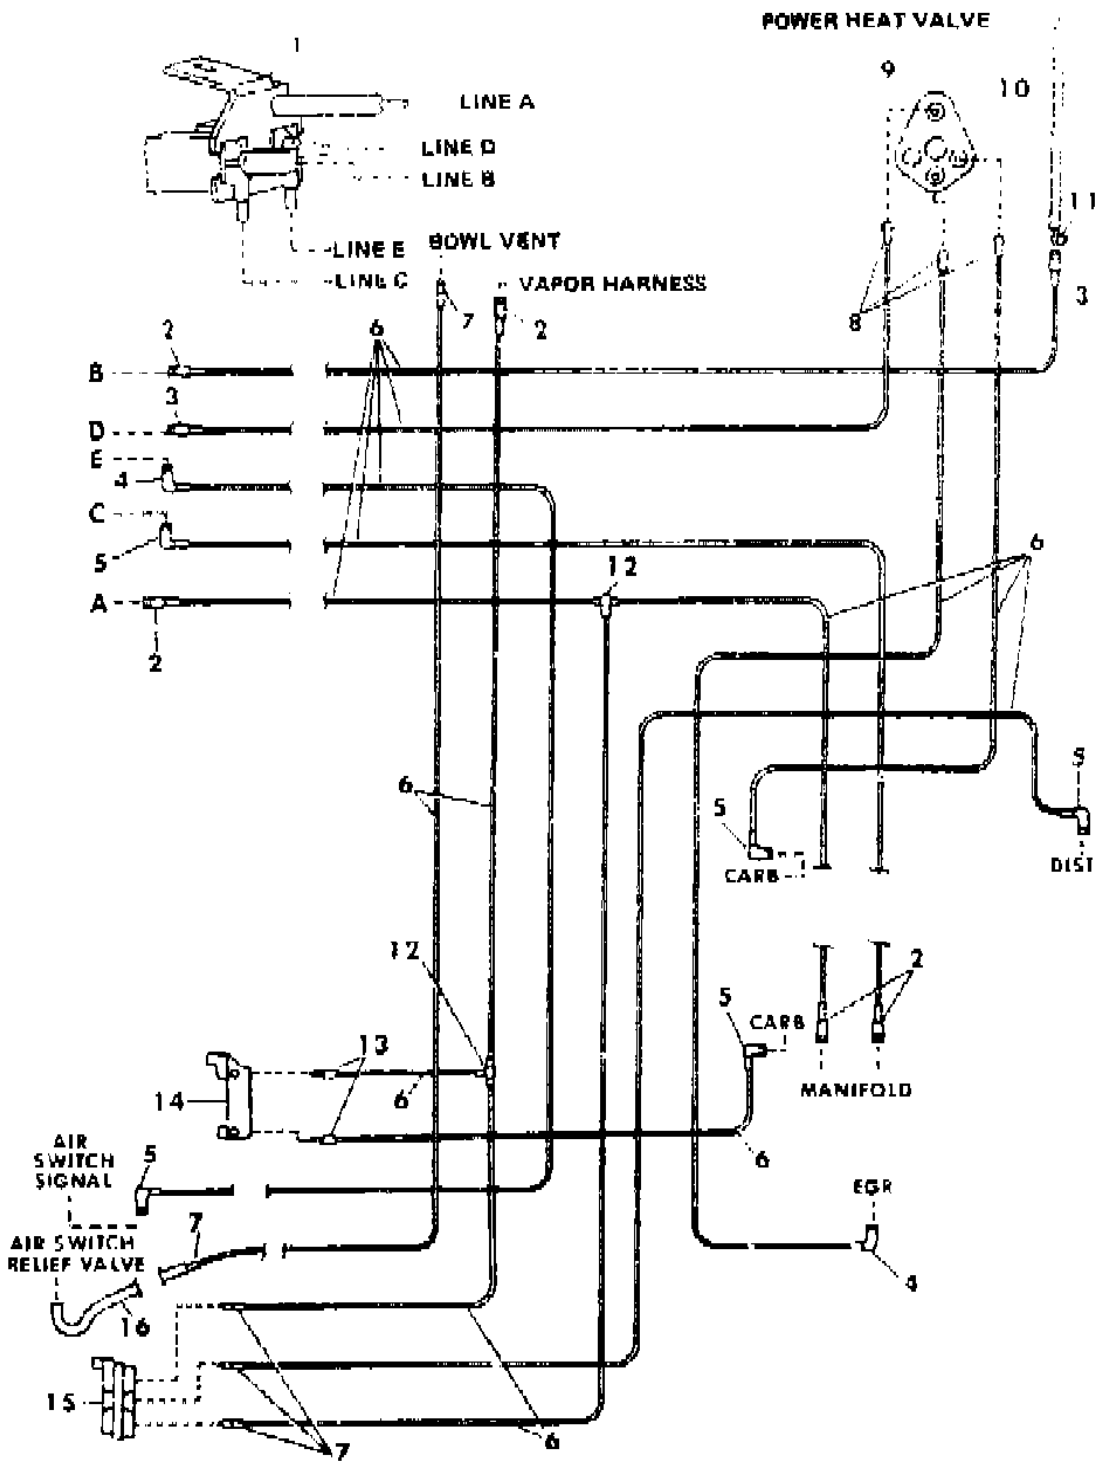 POWER HEAT VALVE
1
9
10
LINE A
LINE D
LINE B
11
LINE E
BOWL VENT
LINE C
VAPOR HARNESS
3
7
2
8
2
6
B
3
D
E
4
C
5
6
12
A
2
5
6
5
CARB
DIST
12
2
5
CARB
13
14
6
MANIFOLD
AIR
SWITCH
SIGNAL
5
6
EGR
7
AIR SWITCH
RELIEF VALVE
4
16
15
7
6